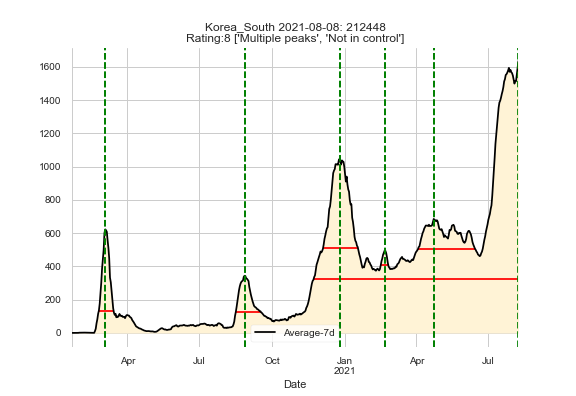 Korea_South 2021-08-08: 212448
Rating:8 ['Multiple peaks', 'Not in control']
1600
1400
1200
1000
800
600
400
200
0
Average-7d
Apr
Jul
Oct
Jan
2021
Apr
Jul
Date